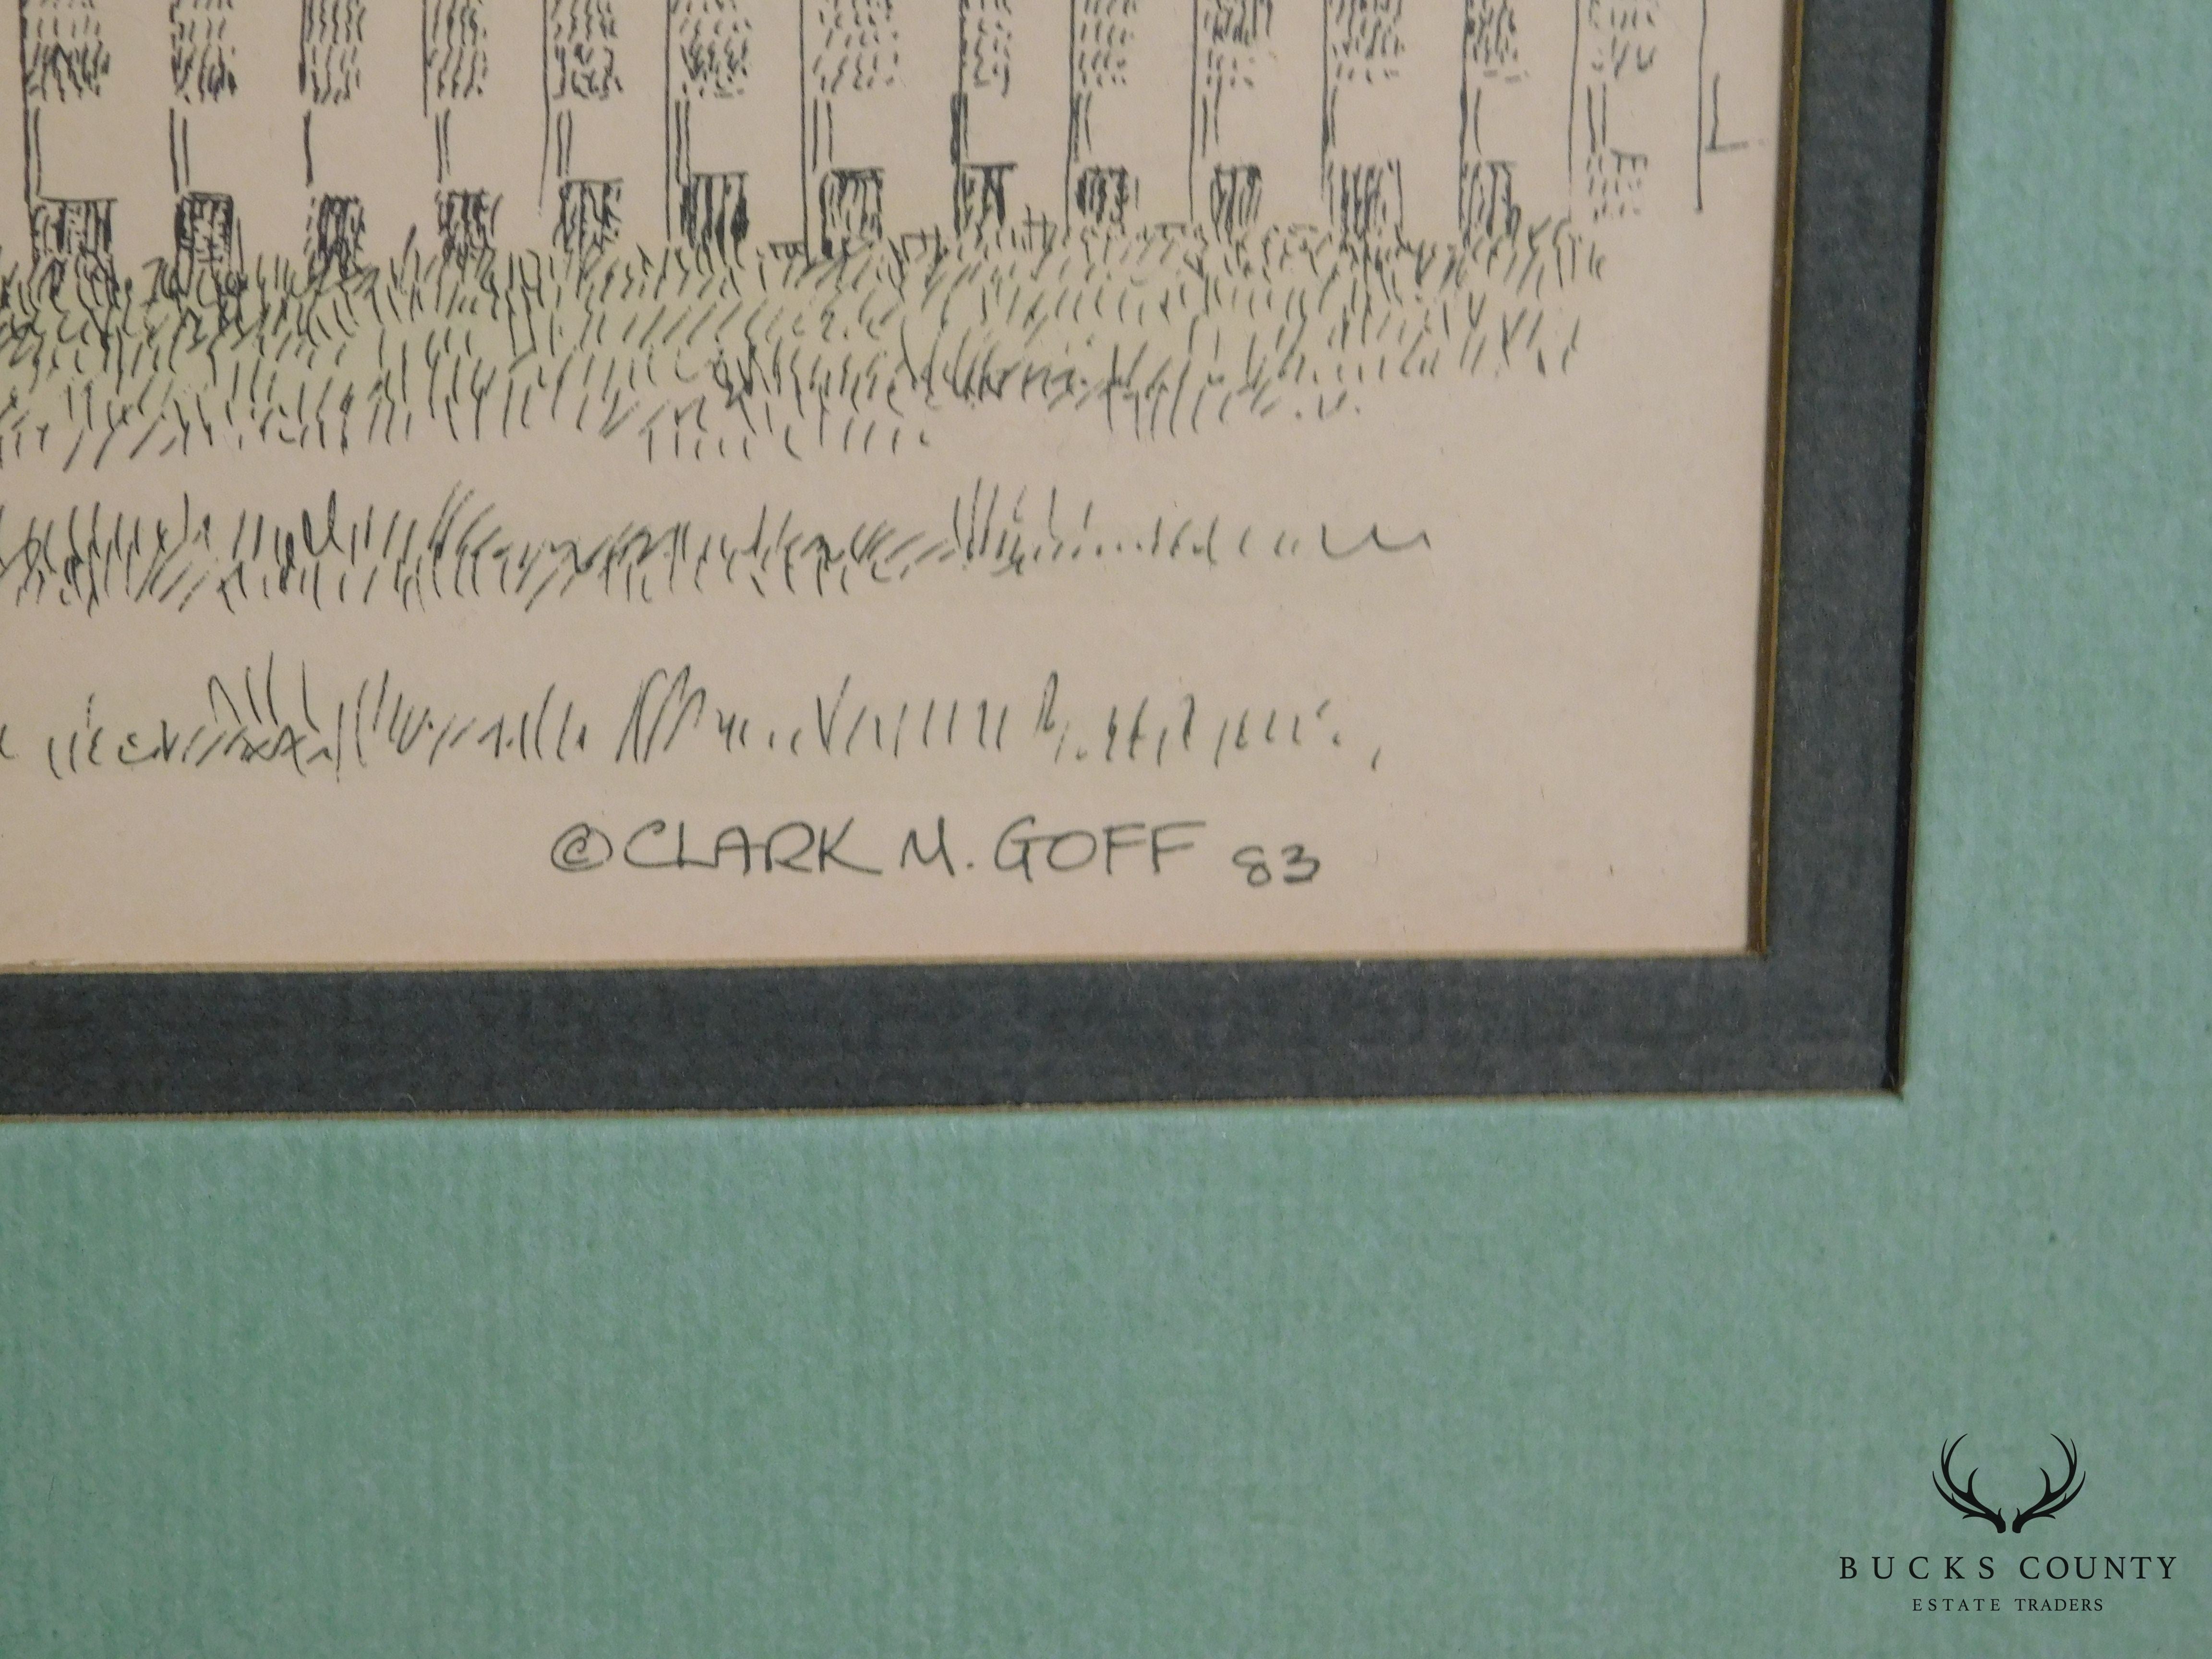 ©CLARK M. GOFF 83
BUCKS COUNTY
ESTATE TRADERS